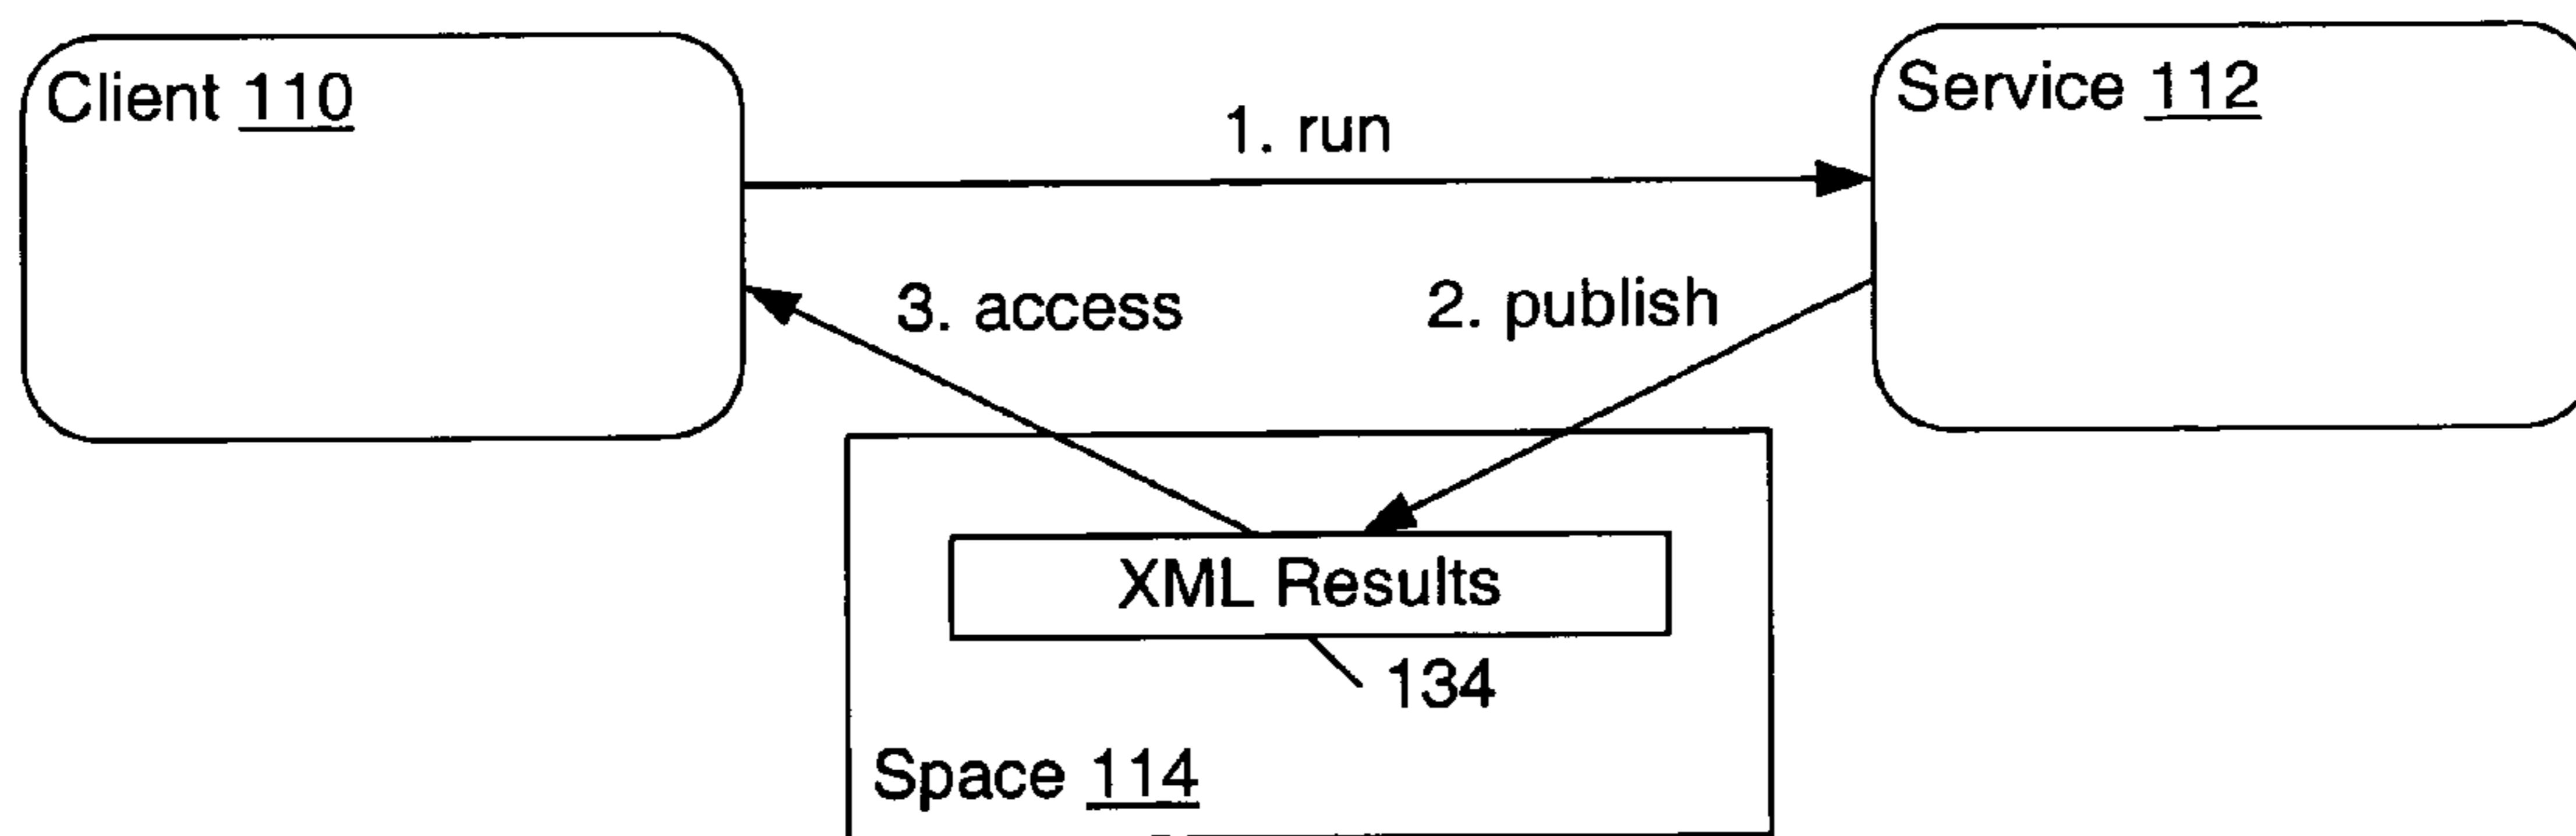 Client 110
Service 112
1. run
3. access
2. publish
XML Results
134
Space 114